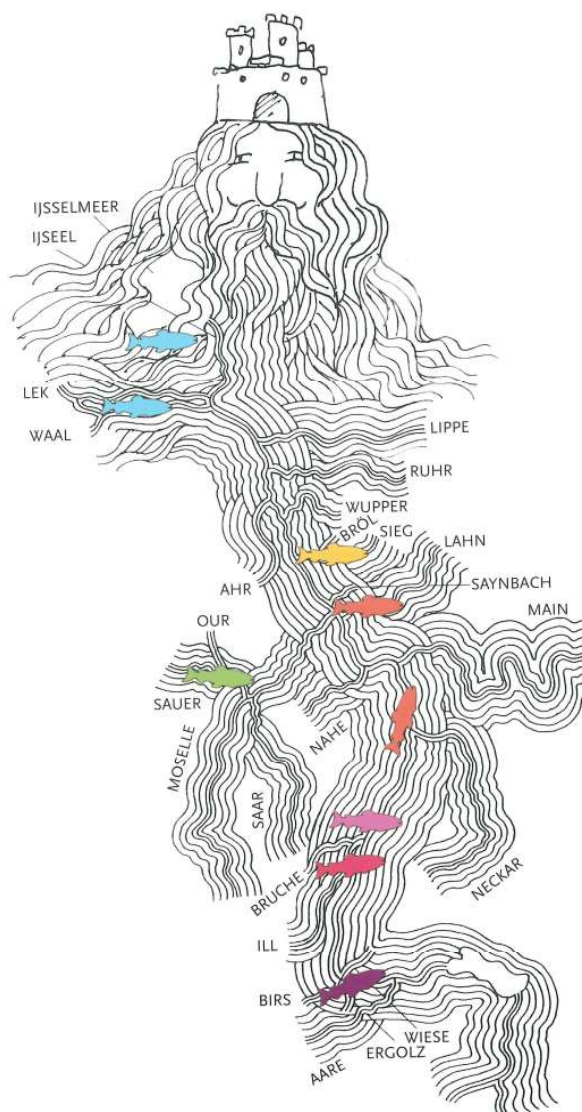 IJSSELMEER
IJSEEL
LEK
WAAL
LIPPE
RUHR
WUPPER
BRÖL
SIEG
LAHN
AHR
SAYNBACH
MAIN
OUR
SAUER
NAHE
MOSELLE
SAAR
BRUCHE
NECKAR
ILL
BIRS
WIESE
ERGOLZ
AARE